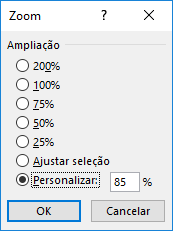 Zoom ? ×
Ampliação
200%
100%
75%
50%
25%
Ajustar seleção
Personalizar: 85 %
OK Cancelar